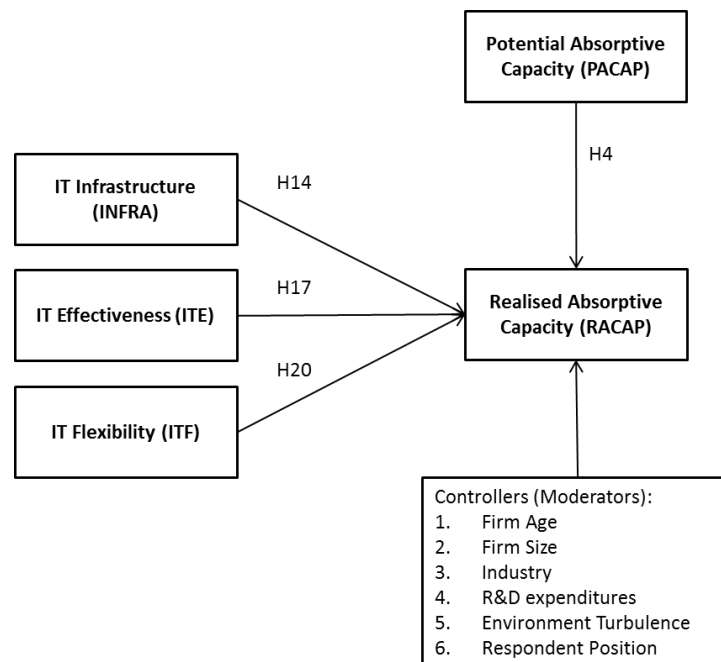 Potential Absorptive
Capacity (PACAP)
H4
IT Infrastructure
(INFRA)
H14
IT Effectiveness (ITE)
H17
Realised Absorptive
Capacity (RACAP)
IT Flexibility (ITF)
H20
Controllers (Moderators):
1. Firm Age
2. Firm Size
3. Industry
4. R&D expenditures
5. Environment Turbulence
6. Respondent Position